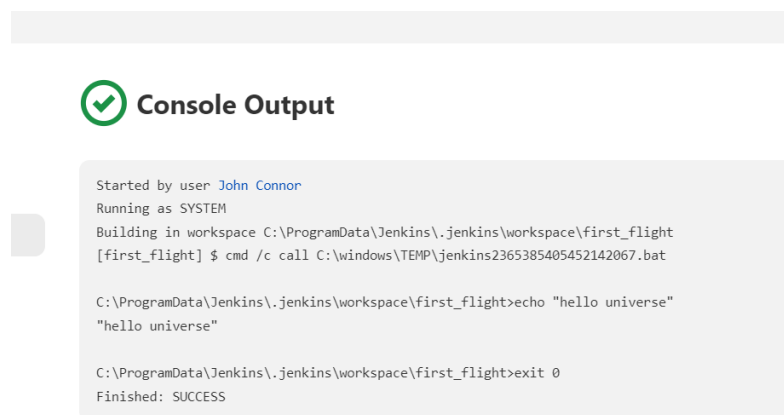 Console Output
Started by user John Connor
Running as SYSTEM
Building in workspace C:\ProgramData\Jenkins\.jenkins\workspace\first_flight
[first_flight] $ cmd /c call C:\windows\TEMP\jenkins2365385405452142067.bat
C:\ProgramData\Jenkins\.jenkins\workspace\first_flight>echo "hello universe"
"hello universe"
C:\ProgramData\Jenkins\.jenkins\workspace\first_flight>exit 0
Finished: SUCCESS